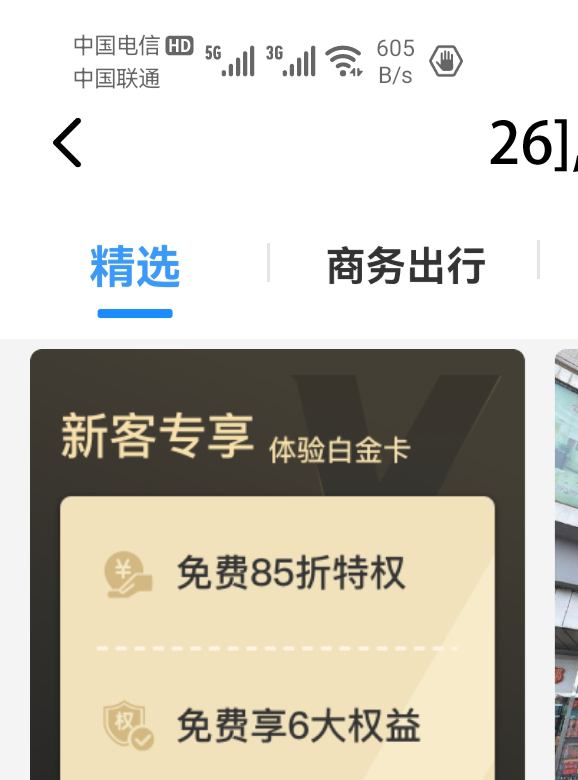 中国电信 HD 5G 3G 605
中国联通 B/s
26],
精选 商务出行
新客专享 体验白金卡
¥ 免费85折特权
权 免费享6大权益